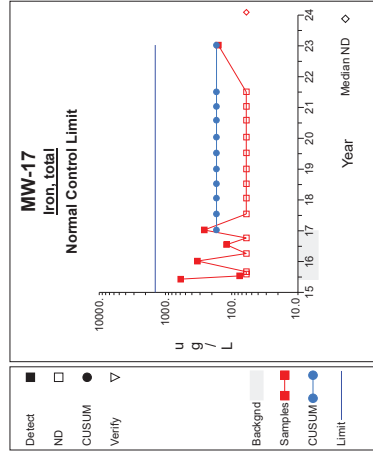 MW-17
Iron, total
Normal Control Limit
10000.
1000.
100.
10.0
ug/L
15
16
17
18
19
20
21
22
23
24
Year
Median ND
Detect
ND
CUSUM
Verify
Backgnd
Samples
CUSUM
Limit